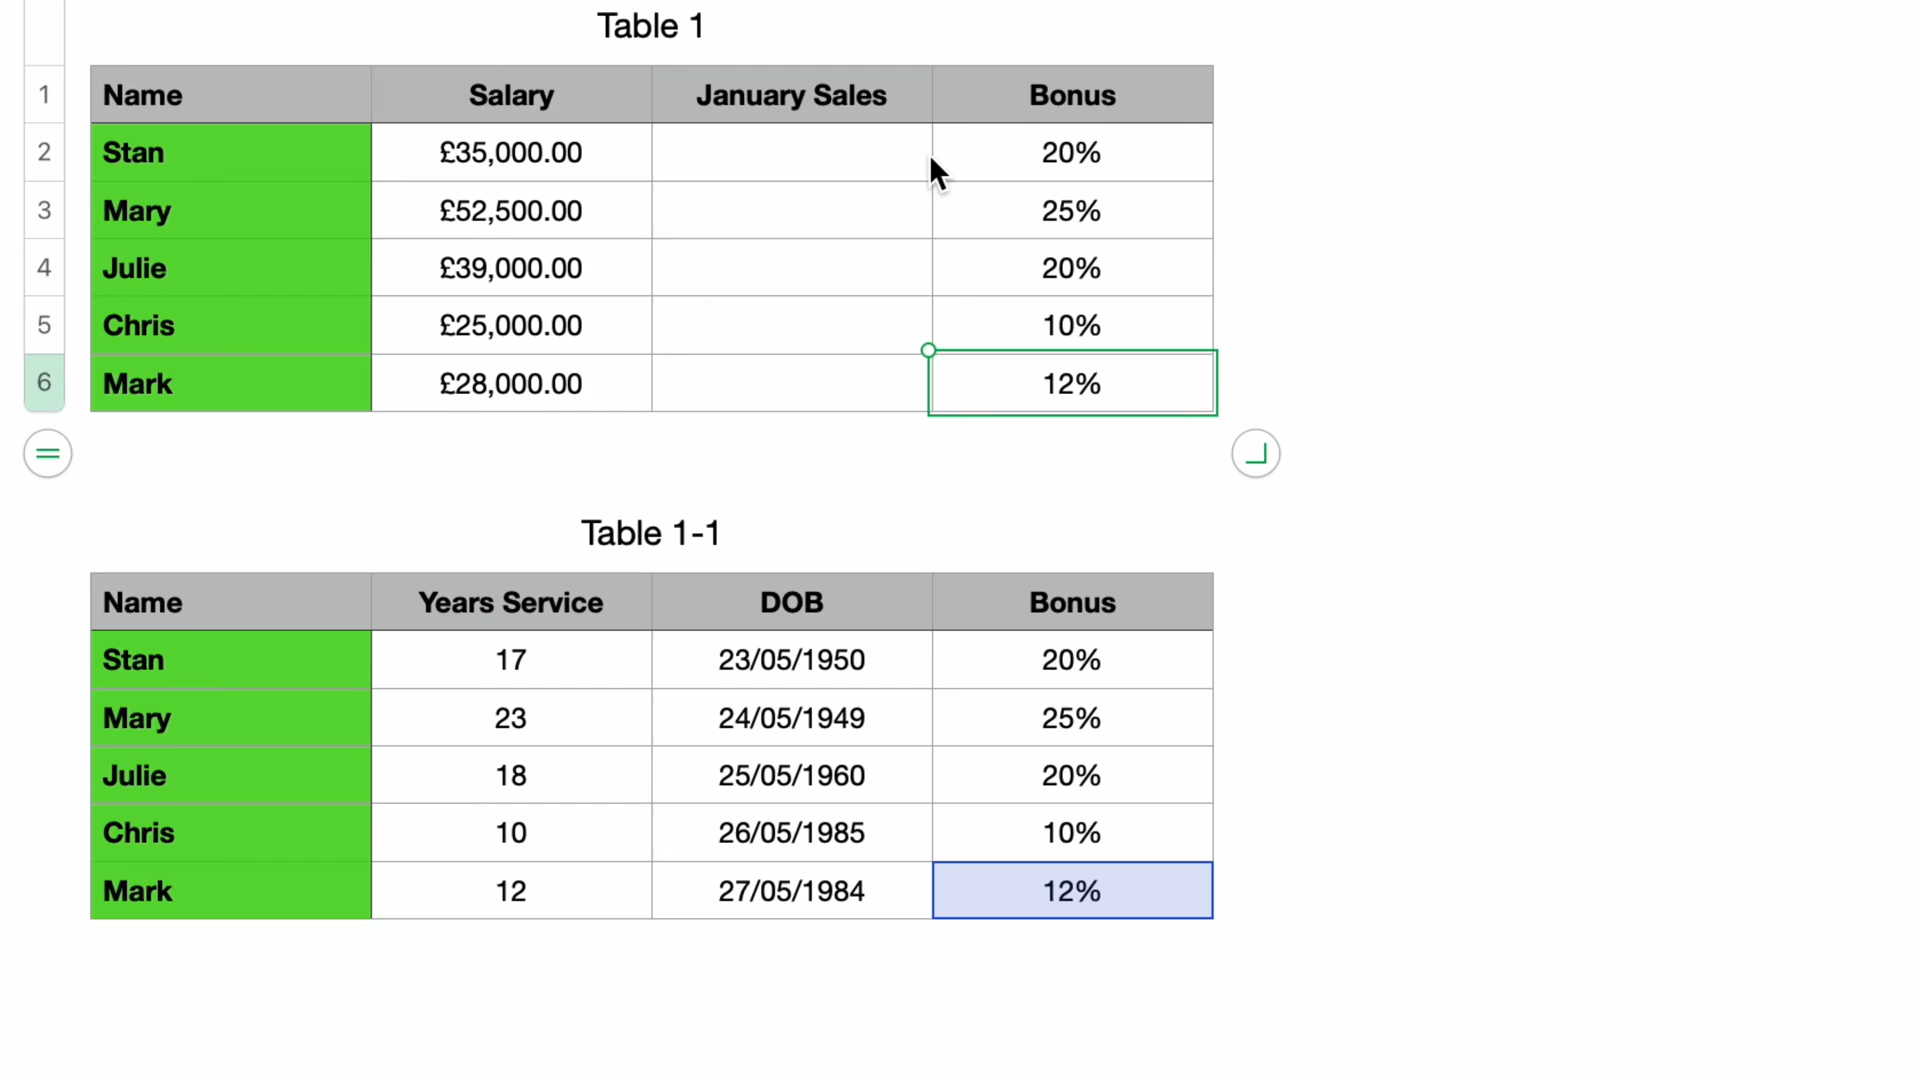 Table 1
1 Name Salary January Sales Bonus
2 Stan £35,000.00 20%
3 Mary £52,500.00 25%
4 Julie £39,000.00 20%
5 Chris £25,000.00 10%
6 Mark £28,000.00 12%
Table 1-1
Name Years Service DOB Bonus
Stan 17 23/05/1950 20%
Mary 23 24/05/1949 25%
Julie 18 25/05/1960 20%
Chris 10 26/05/1985 10%
Mark 12 27/05/1984 12%